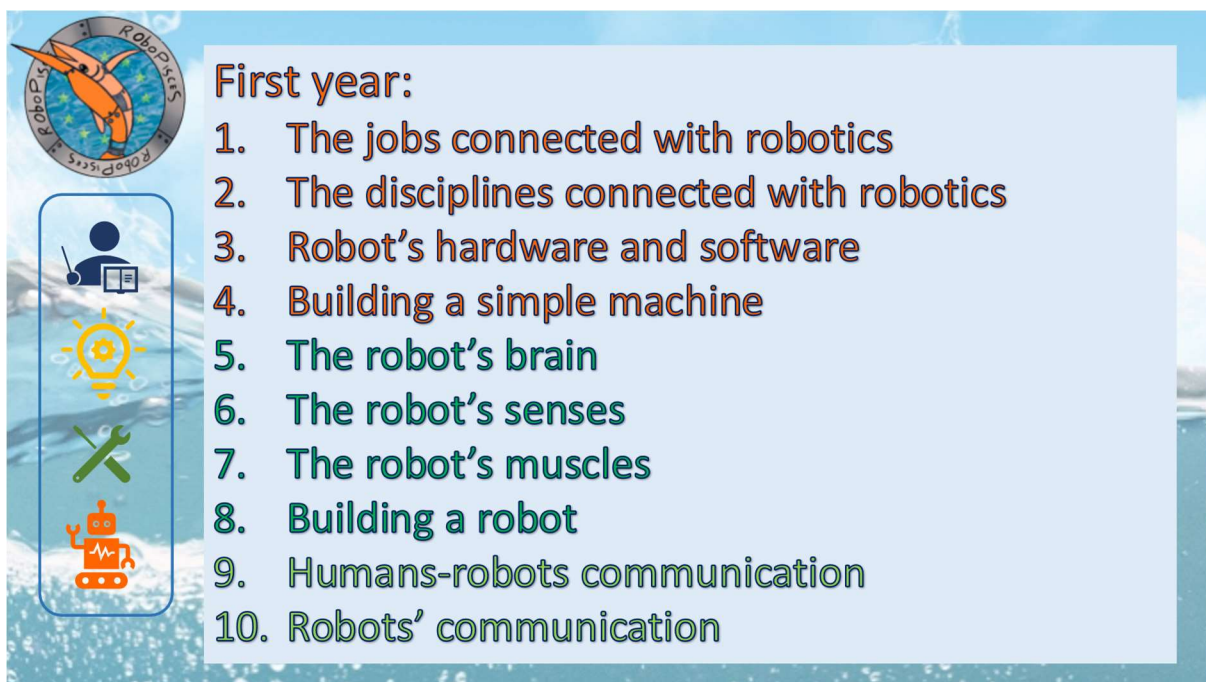 ROBOPISCES ROBOPISCES ROBOPISCES
First year:
1. The jobs connected with robotics
2. The disciplines connected with robotics
3. Robot’s hardware and software
4. Building a simple machine
5. The robot’s brain
6. The robot’s senses
7. The robot’s muscles
8. Building a robot
9. Humans-robots communication
10. Robots’ communication